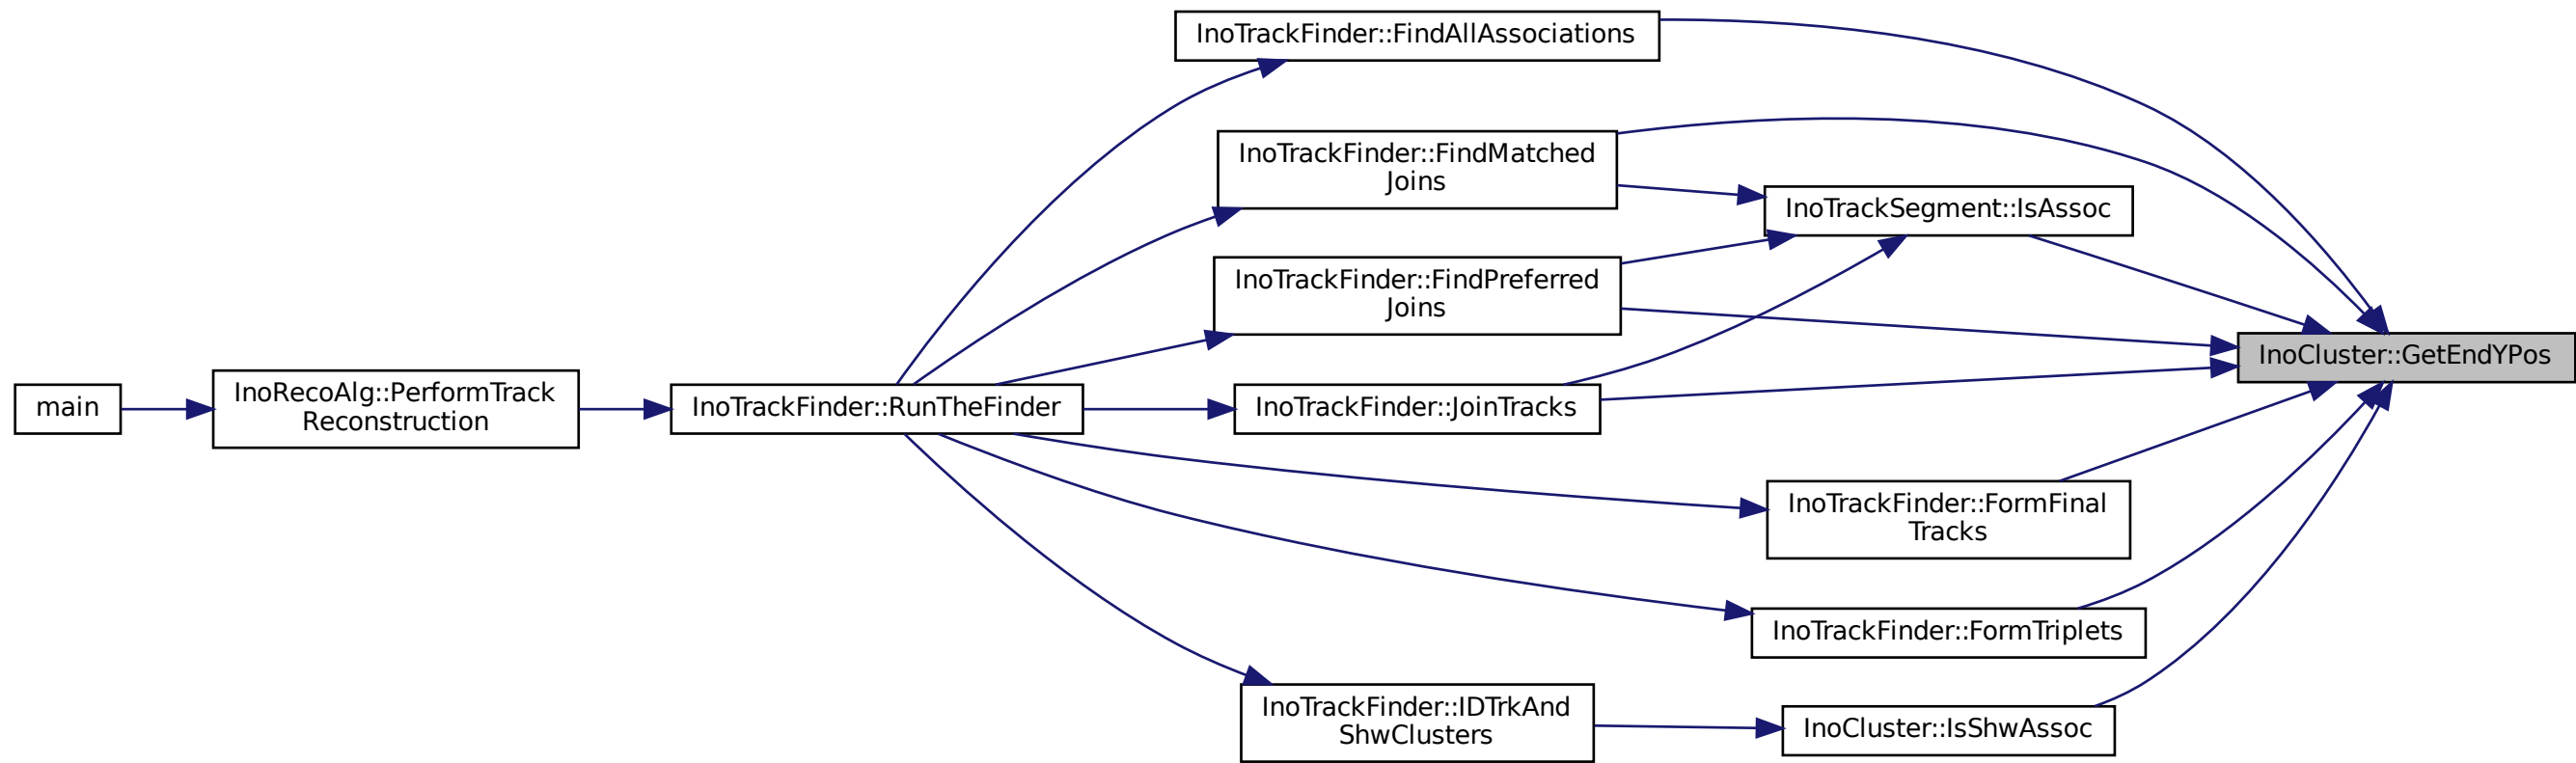 InoTrackFinder::FindAllAssociations
InoTrackFinder::FindMatched
Joins
InoTrackSegment::IsAssoc
InoTrackFinder::FindPreferred
Joins
InoCluster::GetEndYPos
main
InoRecoAlg::PerformTrack
Reconstruction
InoTrackFinder::RunTheFinder
InoTrackFinder::JoinTracks
InoTrackFinder::FormFinal
Tracks
InoTrackFinder::FormTriplets
InoTrackFinder::IDTrkAnd
ShwClusters
InoCluster::IsShwAssoc